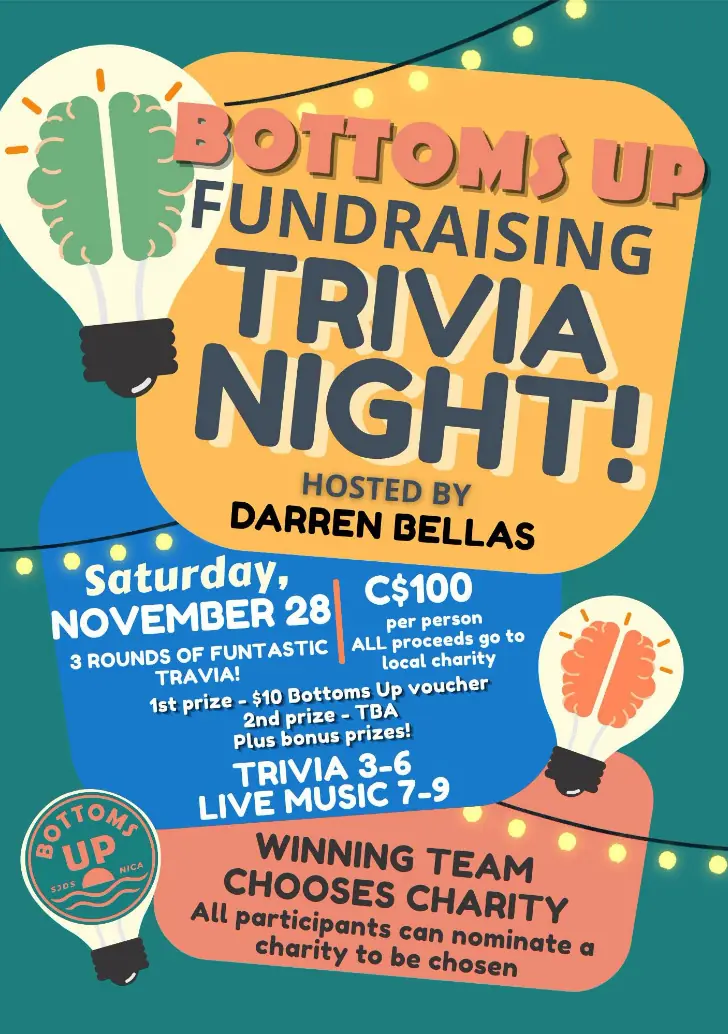 BOTTOMS UP
FUNDRAISING
TRIVIA
NIGHT!
HOSTED BY
DARREN BELLAS
Saturday,
NOVEMBER 28
3 ROUNDS OF FUNTASTIC
TRAVIA!
C$100
per person
ALL proceeds go to
local charity
1st prize - $10 Bottoms Up voucher
2nd prize - TBA
Plus bonus prizes!
TRIVIA 3-6
LIVE MUSIC 7-9
BOTTOMS
UP
SJDS NICA
WINNING TEAM
CHOOSES CHARITY
All participants can nominate a
charity to be chosen